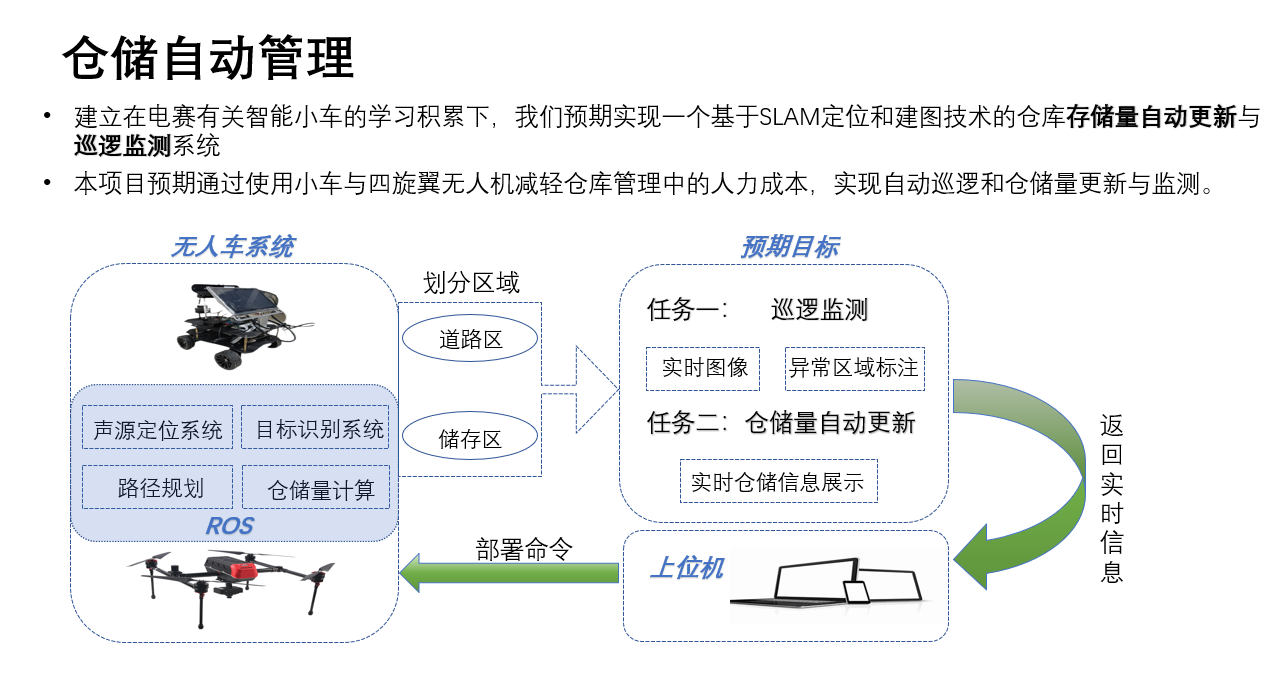 仓储自动管理
• 建立在电赛有关智能小车的学习积累下，我们预期实现一个基于SLAM定位和建图技术的仓库存储量自动更新与
巡逻监测系统
• 本项目预期通过使用小车与四旋翼无人机减轻仓库管理中的人力成本，实现自动巡逻和仓储量更新与监测。
无人车系统
声源定位系统
目标识别系统
路径规划
仓储量计算
ROS
划分区域
道路区
储存区
预期目标
任务一：巡逻监测
实时图像
异常区域标注
任务二：仓储量自动更新
实时仓储信息展示
返回实时信息
上位机
部署命令